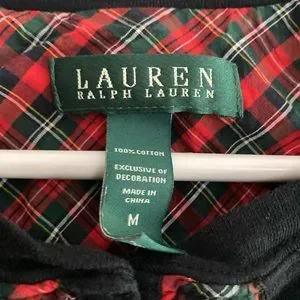 LAUREN
RALPH LAUREN
100% COTTON
EXCLUSIVE OF
DECORATION
MADE IN
CHINA
M